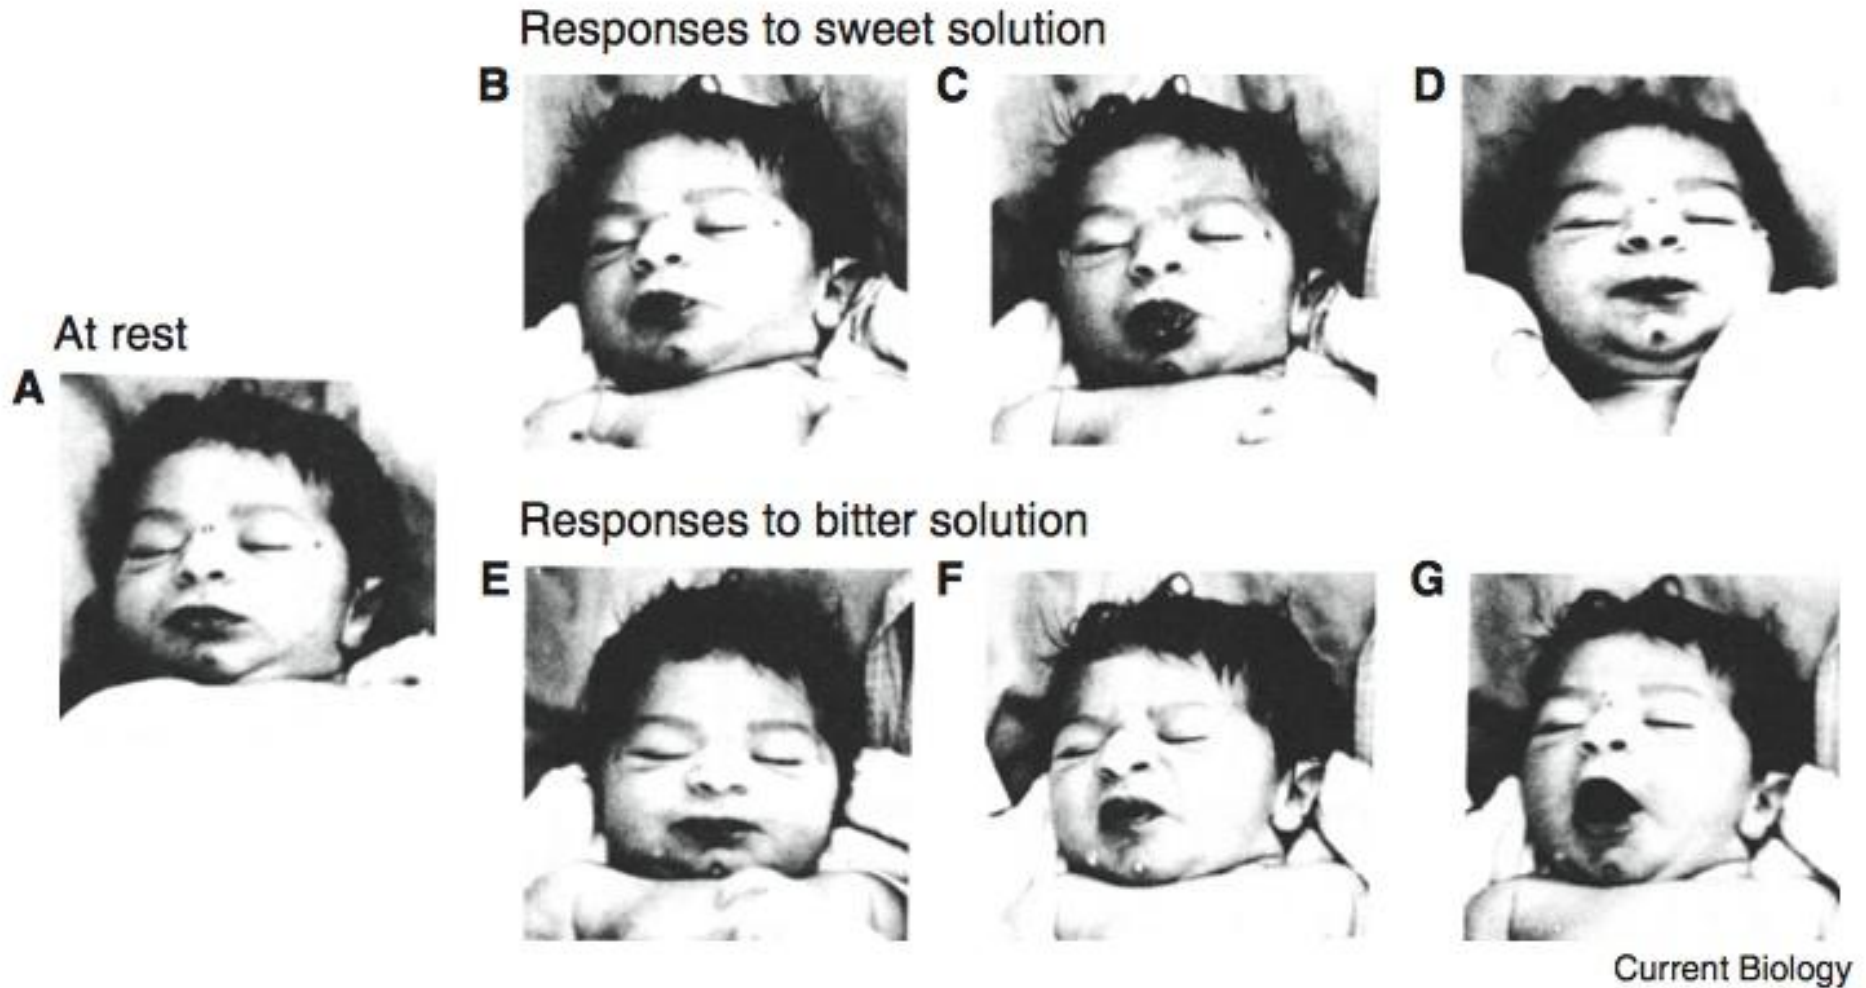 Responses to sweet solution
B
C
D
At rest
A
Responses to bitter solution
E
F
G
Current Biology